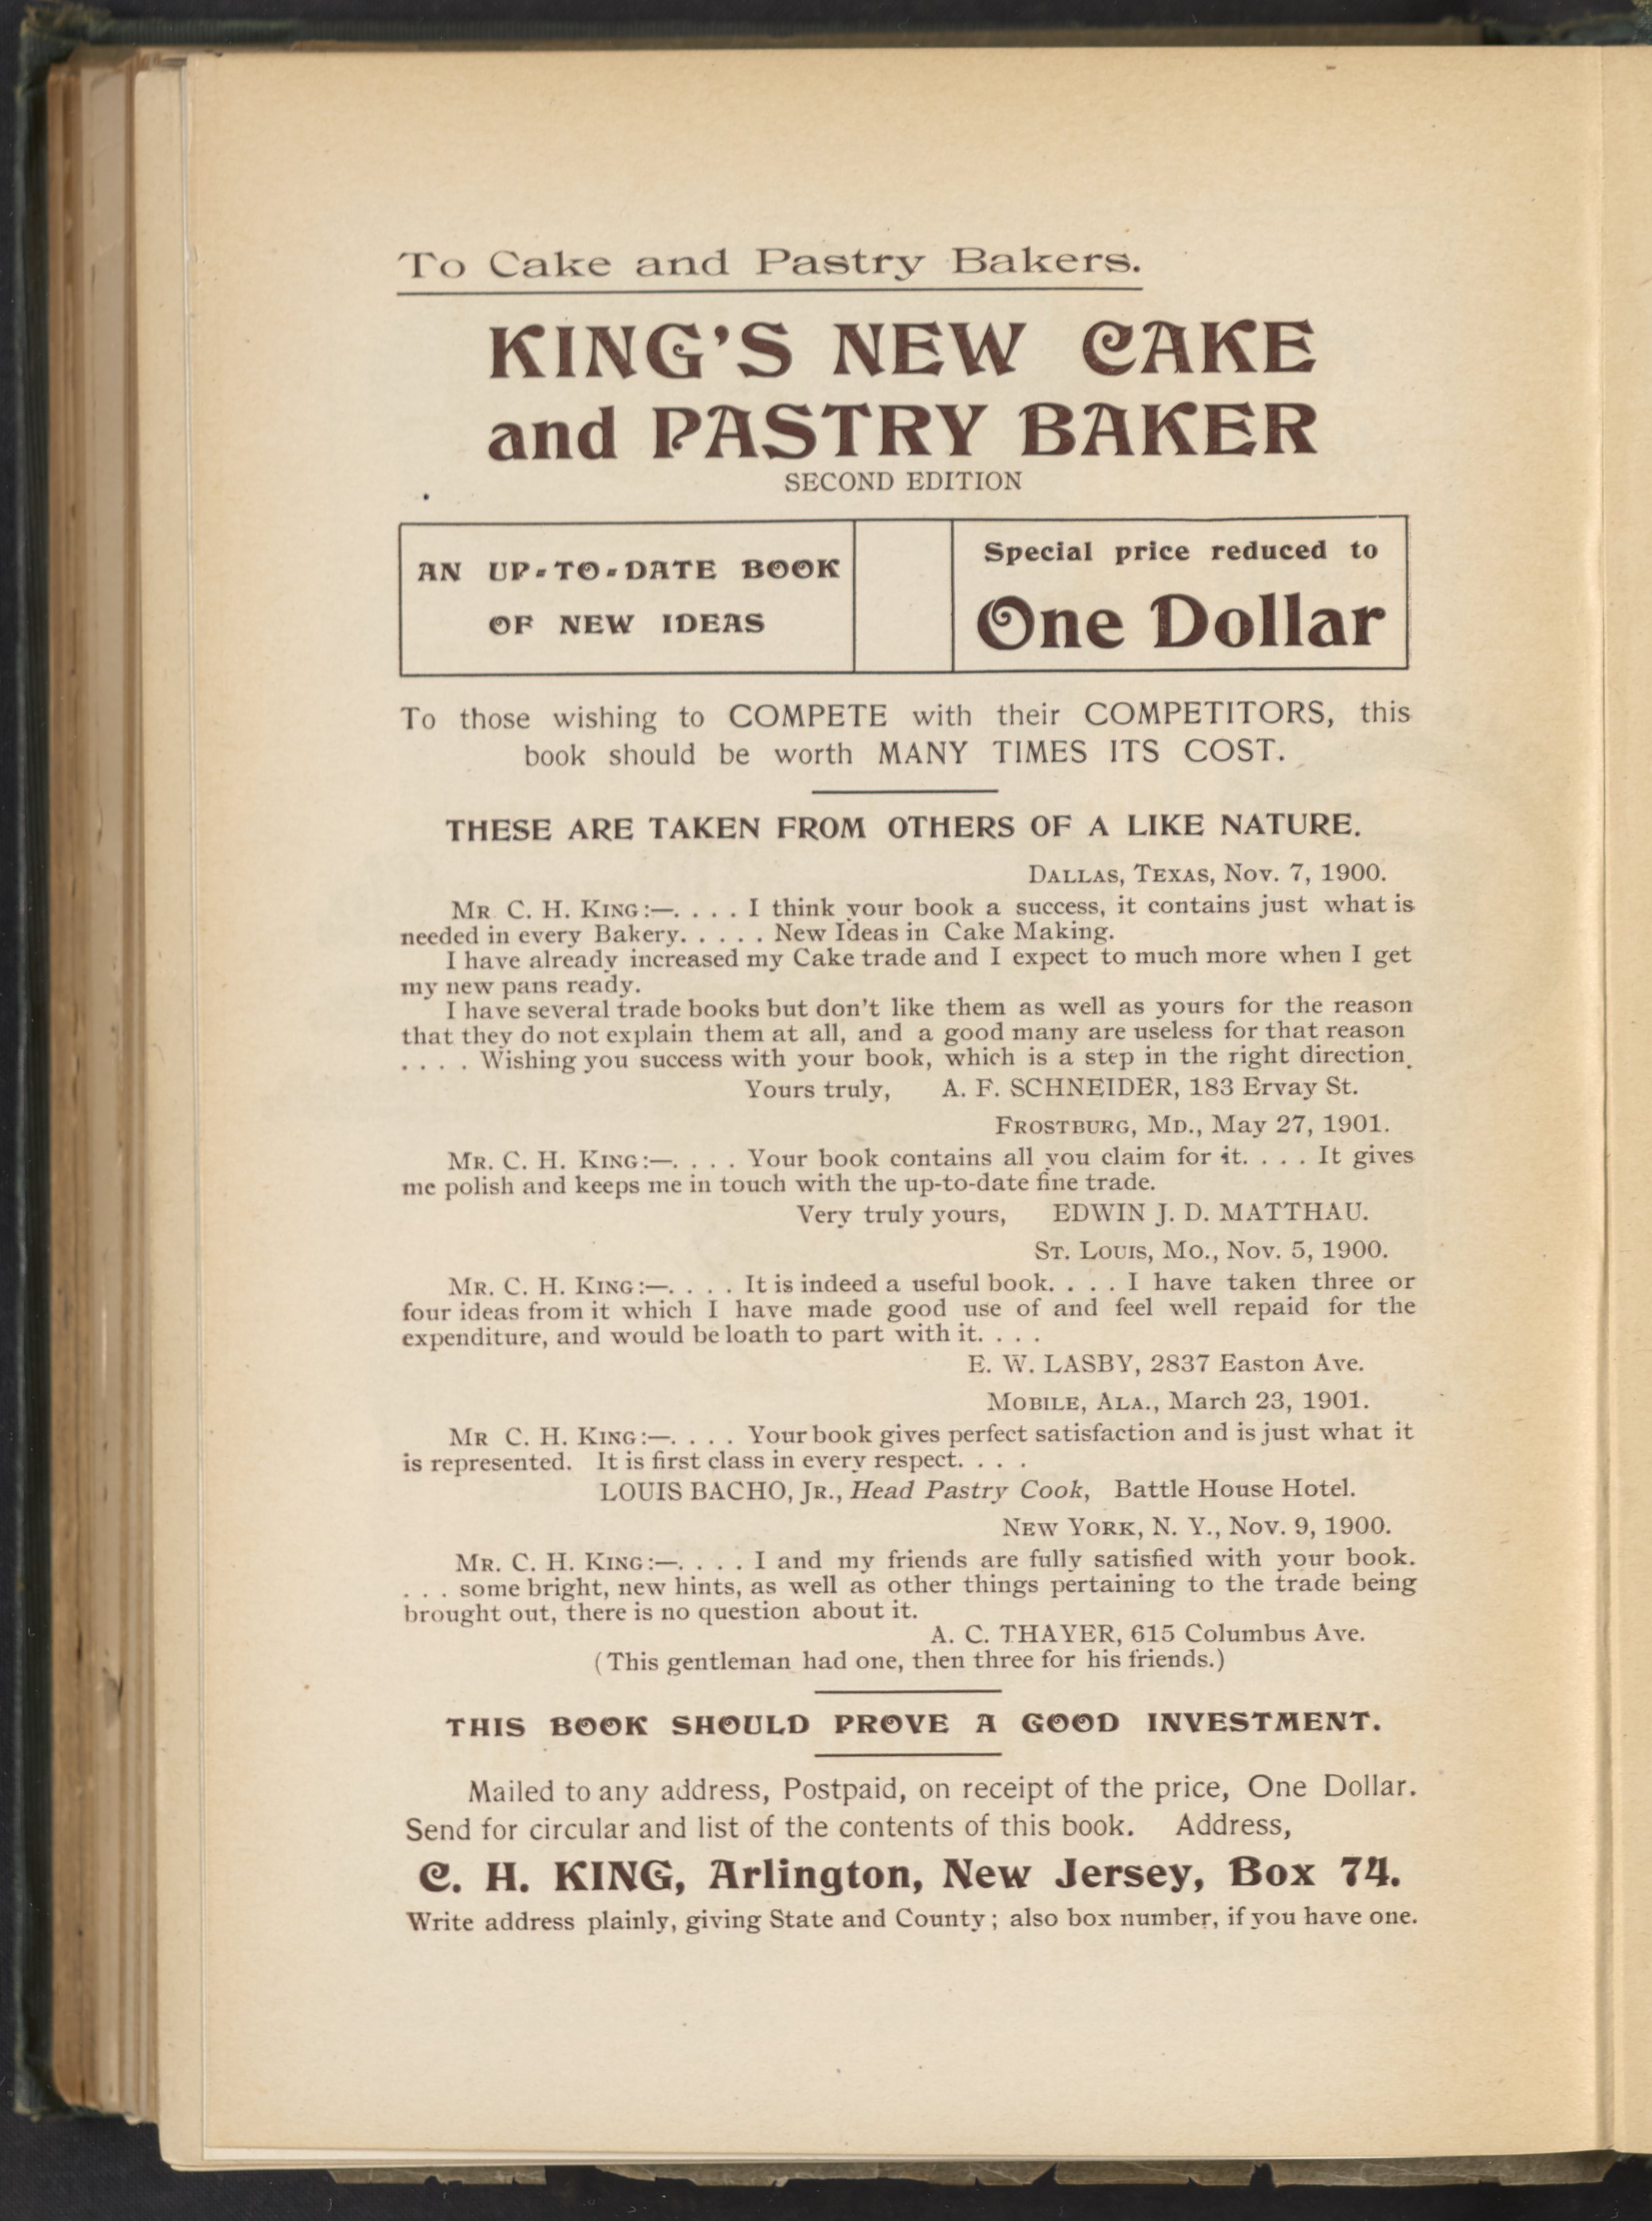 To Cake and Pastry Bakers.
KING'S NEW CAKE
and PASTRY BAKER
SECOND EDITION
AN UP-TO-DATE BOOK
OF NEW IDEAS
Special price reduced to
One Dollar
To those wishing to COMPETE with their COMPETITORS, this
book should be worth MANY TIMES ITS COST.
THESE ARE TAKEN FROM OTHERS OF A LIKE NATURE.
DALLAS, TEXAS, Nov. 7, 1900.
MR C. H. KING:—. . . . I think your book a success, it contains just what is
needed in every Bakery. . . . . New Ideas in Cake Making.
I have already increased my Cake trade and I expect to much more when I get
my new pans ready.
I have several trade books but don't like them as well as yours for the reason
that they do not explain them at all, and a good many are useless for that reason
. . . . Wishing you success with your book, which is a step in the right direction.
Yours truly, A. F. SCHNEIDER, 183 Ervay St.
FROSTBURG, MD., May 27, 1901.
MR. C. H. KING:—. . . . Your book contains all you claim for it. . . . It gives
me polish and keeps me in touch with the up-to-date fine trade.
Very truly yours, EDWIN J. D. MATTHAU.
ST. LOUIS, MO., Nov. 5, 1900.
MR. C. H. KING:—. . . . It is indeed a useful book. . . . I have taken three or
four ideas from it which I have made good use of and feel well repaid for the
expenditure, and would be loath to part with it. . . .
E. W. LASBY, 2837 Easton Ave.
MOBILE, ALA., March 23, 1901.
MR C. H. KING:—. . . . Your book gives perfect satisfaction and is just what it
is represented. It is first class in every respect. . . .
LOUIS BACHO, JR., Head Pastry Cook, Battle House Hotel.
NEW YORK, N. Y., Nov. 9, 1900.
MR. C. H. KING:—. . . . I and my friends are fully satisfied with your book.
. . . some bright, new hints, as well as other things pertaining to the trade being
brought out, there is no question about it.
A. C. THAYER, 615 Columbus Ave.
(This gentleman had one, then three for his friends.)
THIS BOOK SHOULD PROVE A GOOD INVESTMENT.
Mailed to any address, Postpaid, on receipt of the price, One Dollar.
Send for circular and list of the contents of this book. Address,
C. H. KING, Arlington, New Jersey, Box 74.
Write address plainly, giving State and County; also box number, if you have one.